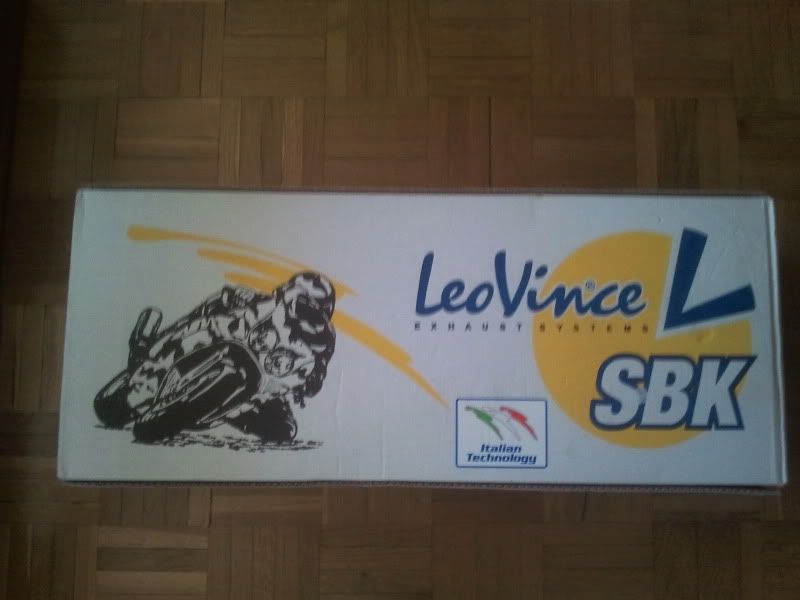 LeoVince®
EXHAUST SYSTEMS
SBK
Italian
Technology